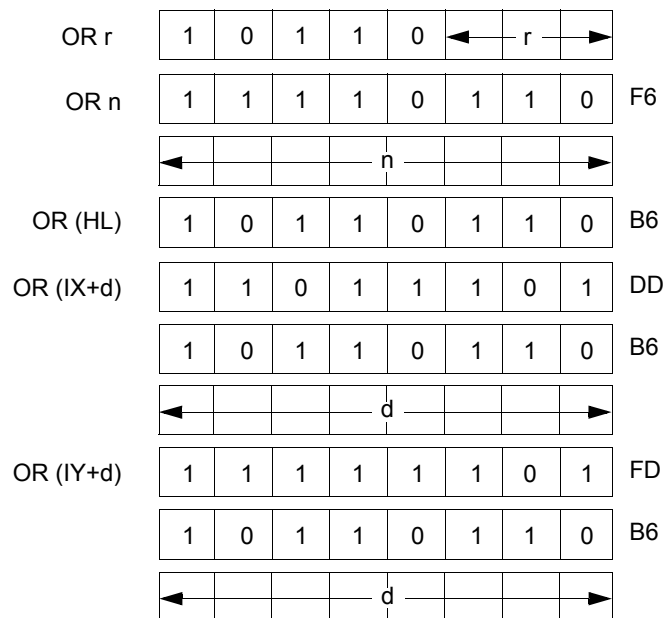 OR r 1 0 1 1 0 r
OR n 1 1 1 1 0 1 1 0 F6
n
OR (HL) 1 0 1 1 0 1 1 0 B6
OR (IX+d) 1 1 0 1 1 1 0 1 DD
1 0 1 1 0 1 1 0 B6
d
OR (IY+d) 1 1 1 1 1 1 0 1 FD
1 0 1 1 0 1 1 0 B6
d